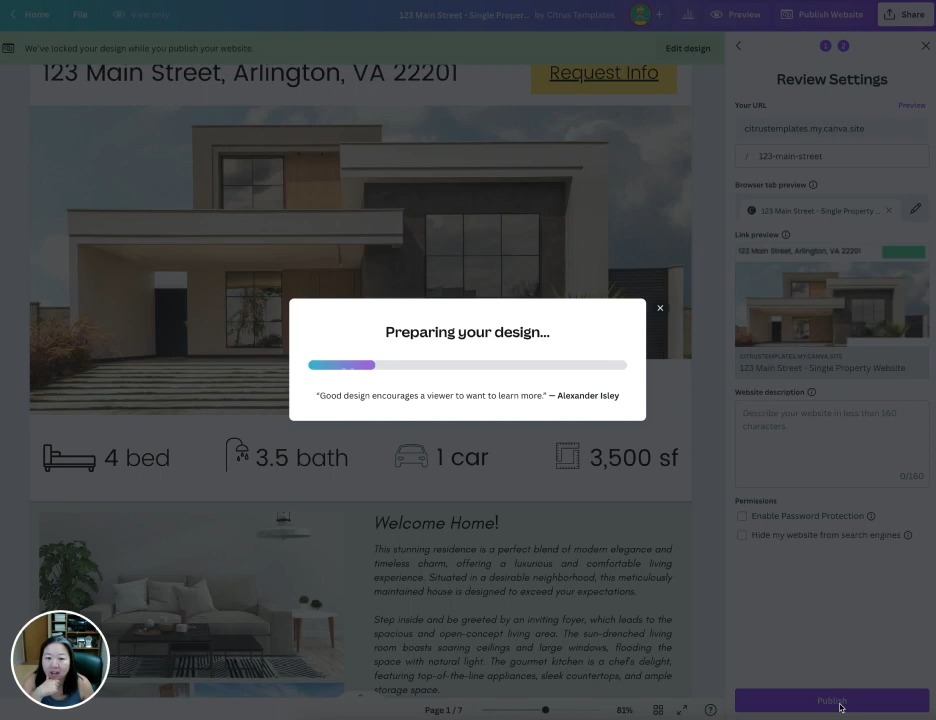 Home
File
View only
123 Main Street - Single Proper... by Citrus Templates
+
Preview
Publish Website
Share
We've locked your design while you publish your website.
Edit design
123 Main Street, Arlington, VA 22201
Request Info
4 bed
3.5 bath
1 car
3,500 sf
Welcome Home!
This stunning residence is a perfect blend of modern elegance and
timeless charm, offering a luxurious and comfortable living
experience. Situated in a desirable neighborhood, this meticulously
maintained house is designed to exceed your expectations.
Step inside and be greeted by an inviting foyer, which leads to the
spacious and open-concept living area. The sun-drenched living
room boasts soaring ceilings and large windows, flooding the
space with natural light. The gourmet kitchen is a chef's delight,
featuring top-of-the-line appliances, sleek countertops, and ample
storage space.
Preparing your design...
"Good design encourages a viewer to want to learn more." — Alexander Isley
1 2
Review Settings
Your URL
Preview
citrustemplates.my.canva.site
/ 123-main-street
Browser tab preview
123 Main Street - Single Property ...
Link preview
123 Main Street, Arlington, VA 22201
CITRUSTEMPLATES.MY.CANVA.SITE
123 Main Street - Single Property Website
Website description
Describe your website in less than 160
characters.
0/160
Permissions
Enable Password Protection
Hide my website from search engines
Publish
Page 1 / 7
81%